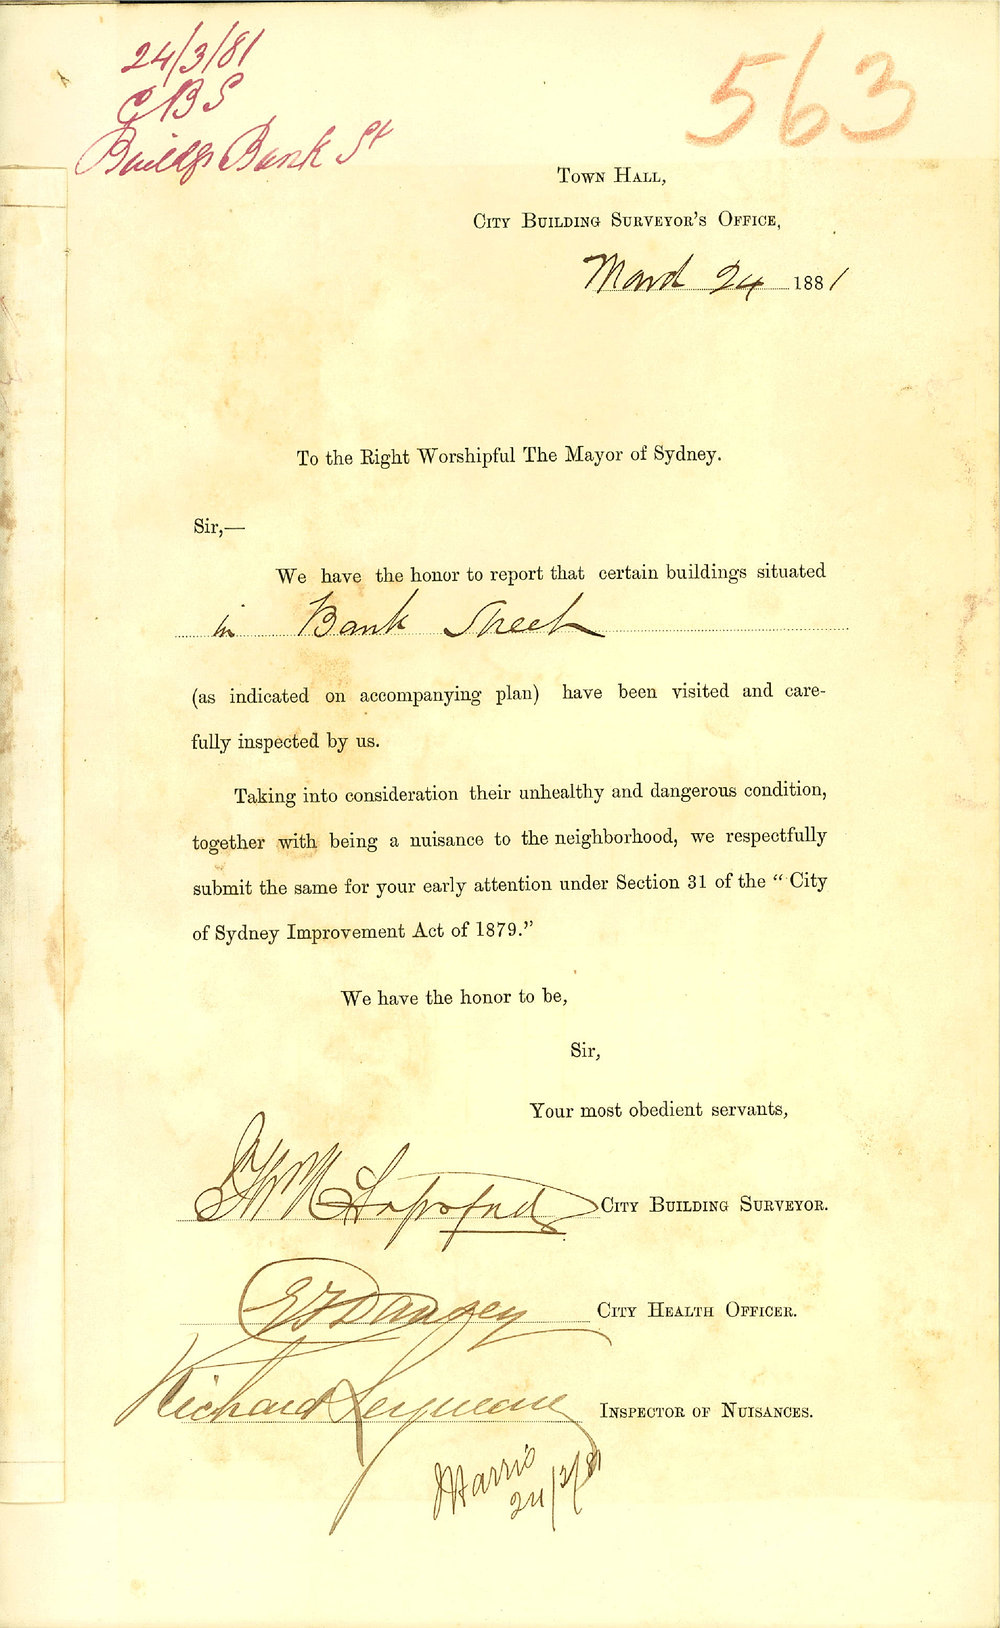 24/3/81
CBS
Buildgs Bank St
563
Town Hall,
City Building Surveyor's Office,
March 24 1881
To the Right Worshipful The Mayor of Sydney.
Sir,—
We have the honor to report that certain buildings situated
in Bank Street
(as indicated on accompanying plan) have been visited and care-
fully inspected by us.
Taking into consideration their unhealthy and dangerous condition,
together with being a nuisance to the neighborhood, we respectfully
submit the same for your early attention under Section 31 of the "City
of Sydney Improvement Act of 1879."
We have the honor to be,
Sir,
Your most obedient servants,
City Building Surveyor.
City Health Officer.
Richard Seymour Inspector of Nuisances.
JHarris
24/3/81